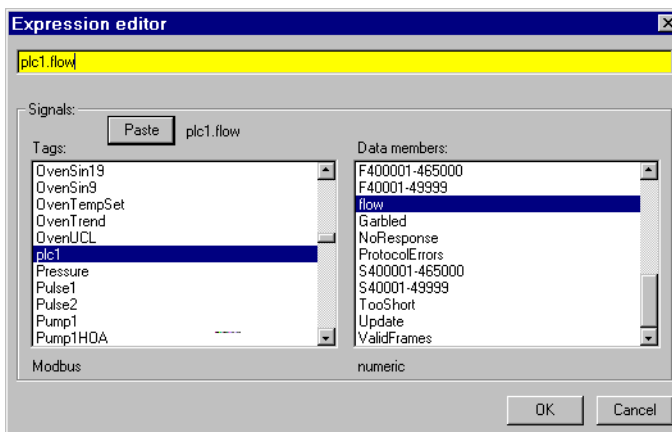 Expression editor
plc1.flow
Signals:
Paste plc1.flow
Tags: Data members:
OvenSin19
OvenSin9
OvenTempSet
OvenTrend
OvenUCL
plc1
Pressure
Pulse1
Pulse2
Pump1
Pump1HOA
F400001-465000
F40001-49999
flow
Garbled
NoResponse
ProtocolErrors
S400001-465000
S40001-49999
TooShort
Update
ValidFrames
Modbus numeric
OK Cancel